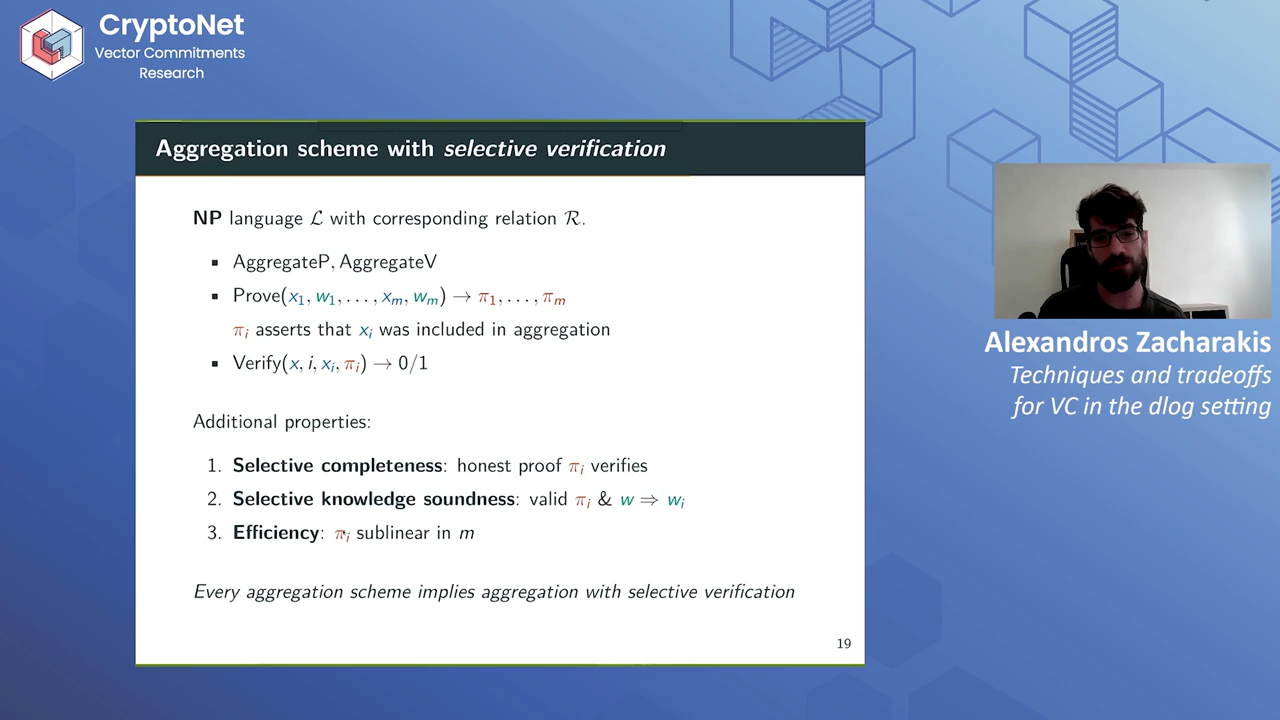 CryptoNet
Vector Commitments
Research
Aggregation scheme with selective verification
NP language ℒ with corresponding relation ℛ.
▪ AggregateP, AggregateV
▪ Prove(x₁, w₁, . . . , xₘ, wₘ) → π₁, . . . , πₘ
πᵢ asserts that xᵢ was included in aggregation
▪ Verify(x, i, xᵢ, πᵢ) → 0/1
Additional properties:
1. Selective completeness: honest proof πᵢ verifies
2. Selective knowledge soundness: valid πᵢ & w ⇒ wᵢ
3. Efficiency: πᵢ sublinear in m
Every aggregation scheme implies aggregation with selective verification
19
Alexandros Zacharakis
Techniques and tradeoffs
for VC in the dlog setting